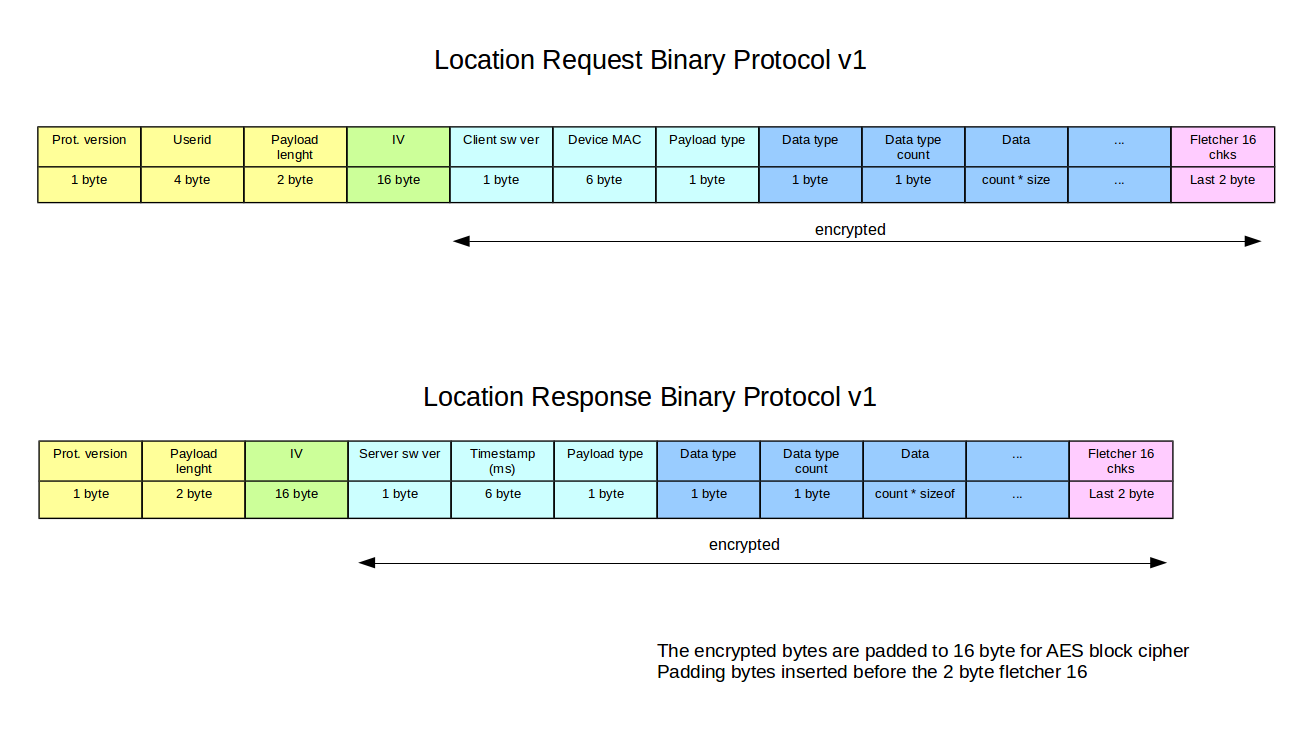 Location Request Binary Protocol v1
Prot. version Userid Payload IV Client sw ver Device MAC Payload type Data type Data type Data ... Fletcher 16
lenght count chks
1 byte 4 byte 2 byte 16 byte 1 byte 6 byte 1 byte 1 byte 1 byte count * size ... Last 2 byte
encrypted
Location Response Binary Protocol v1
Prot. version Payload IV Server sw ver Timestamp Payload type Data type Data type Data ... Fletcher 16
lenght (ms) count chks
1 byte 2 byte 16 byte 1 byte 6 byte 1 byte 1 byte 1 byte count * sizeof ... Last 2 byte
encrypted
The encrypted bytes are padded to 16 byte for AES block cipher
Padding bytes inserted before the 2 byte fletcher 16